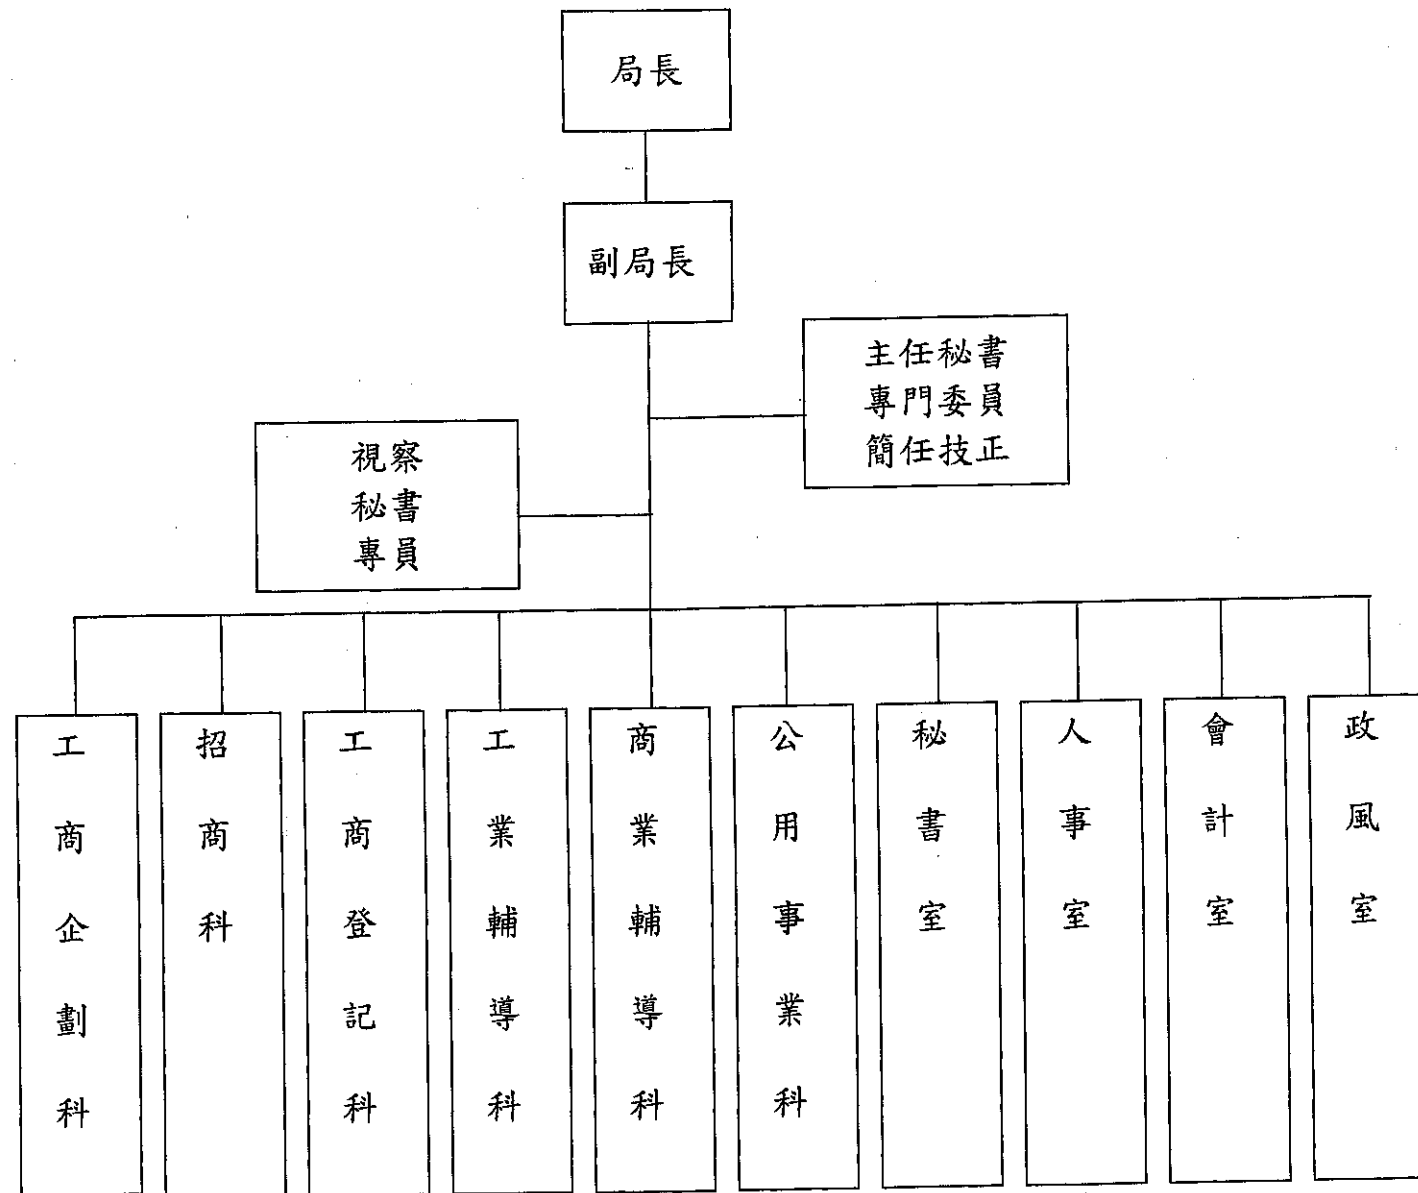 局長
副局長
主任秘書
專門委員
簡任技正
視察
秘書
專員
工商企劃科
招商科
工商登記科
工業輔導科
商業輔導科
公用事業科
秘書室
人事室
會計室
政風室